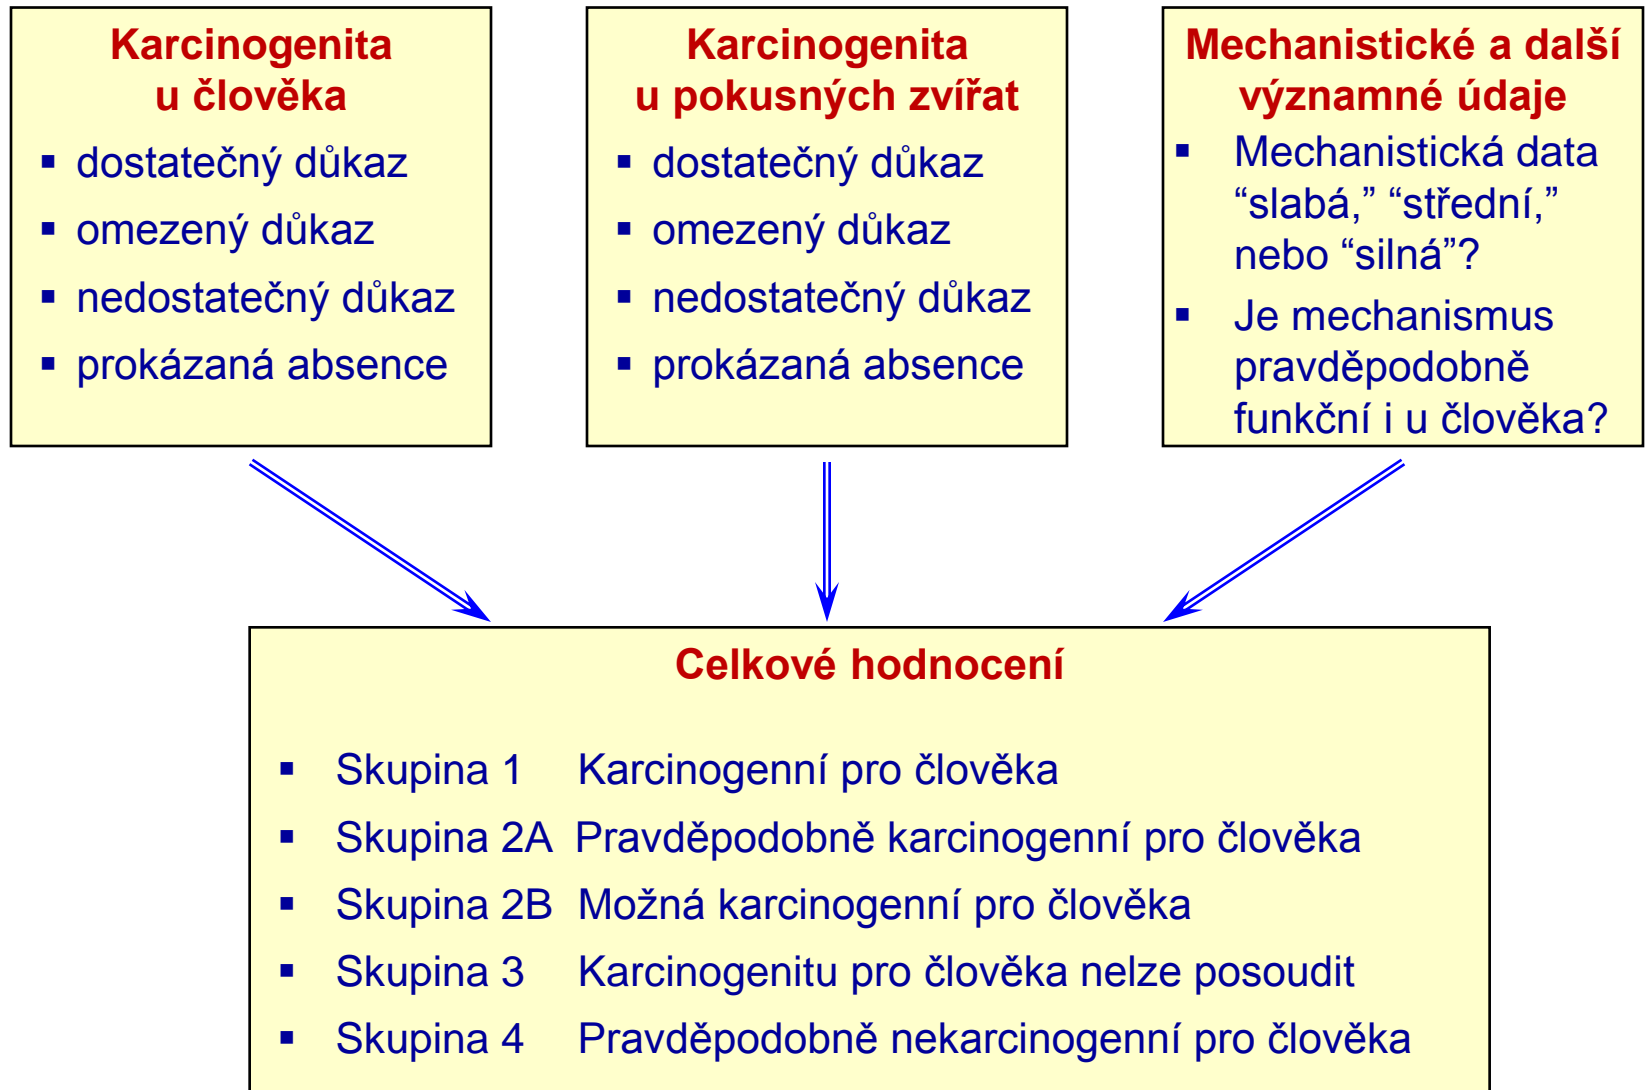 Karcinogenita
u člověka
▪ dostatečný důkaz
▪ omezený důkaz
▪ nedostatečný důkaz
▪ prokázaná absence
Karcinogenita
u pokusných zvířat
▪ dostatečný důkaz
▪ omezený důkaz
▪ nedostatečný důkaz
▪ prokázaná absence
Mechanistické a další
významné údaje
▪ Mechanistická data
“slabá,” “střední,”
nebo “silná”?
▪ Je mechanismus
pravděpodobně
funkční i u člověka?
Celkové hodnocení
▪ Skupina 1 Karcinogenní pro člověka
▪ Skupina 2A Pravděpodobně karcinogenní pro člověka
▪ Skupina 2B Možná karcinogenní pro člověka
▪ Skupina 3 Karcinogenitu pro člověka nelze posoudit
▪ Skupina 4 Pravděpodobně nekarcinogenní pro člověka